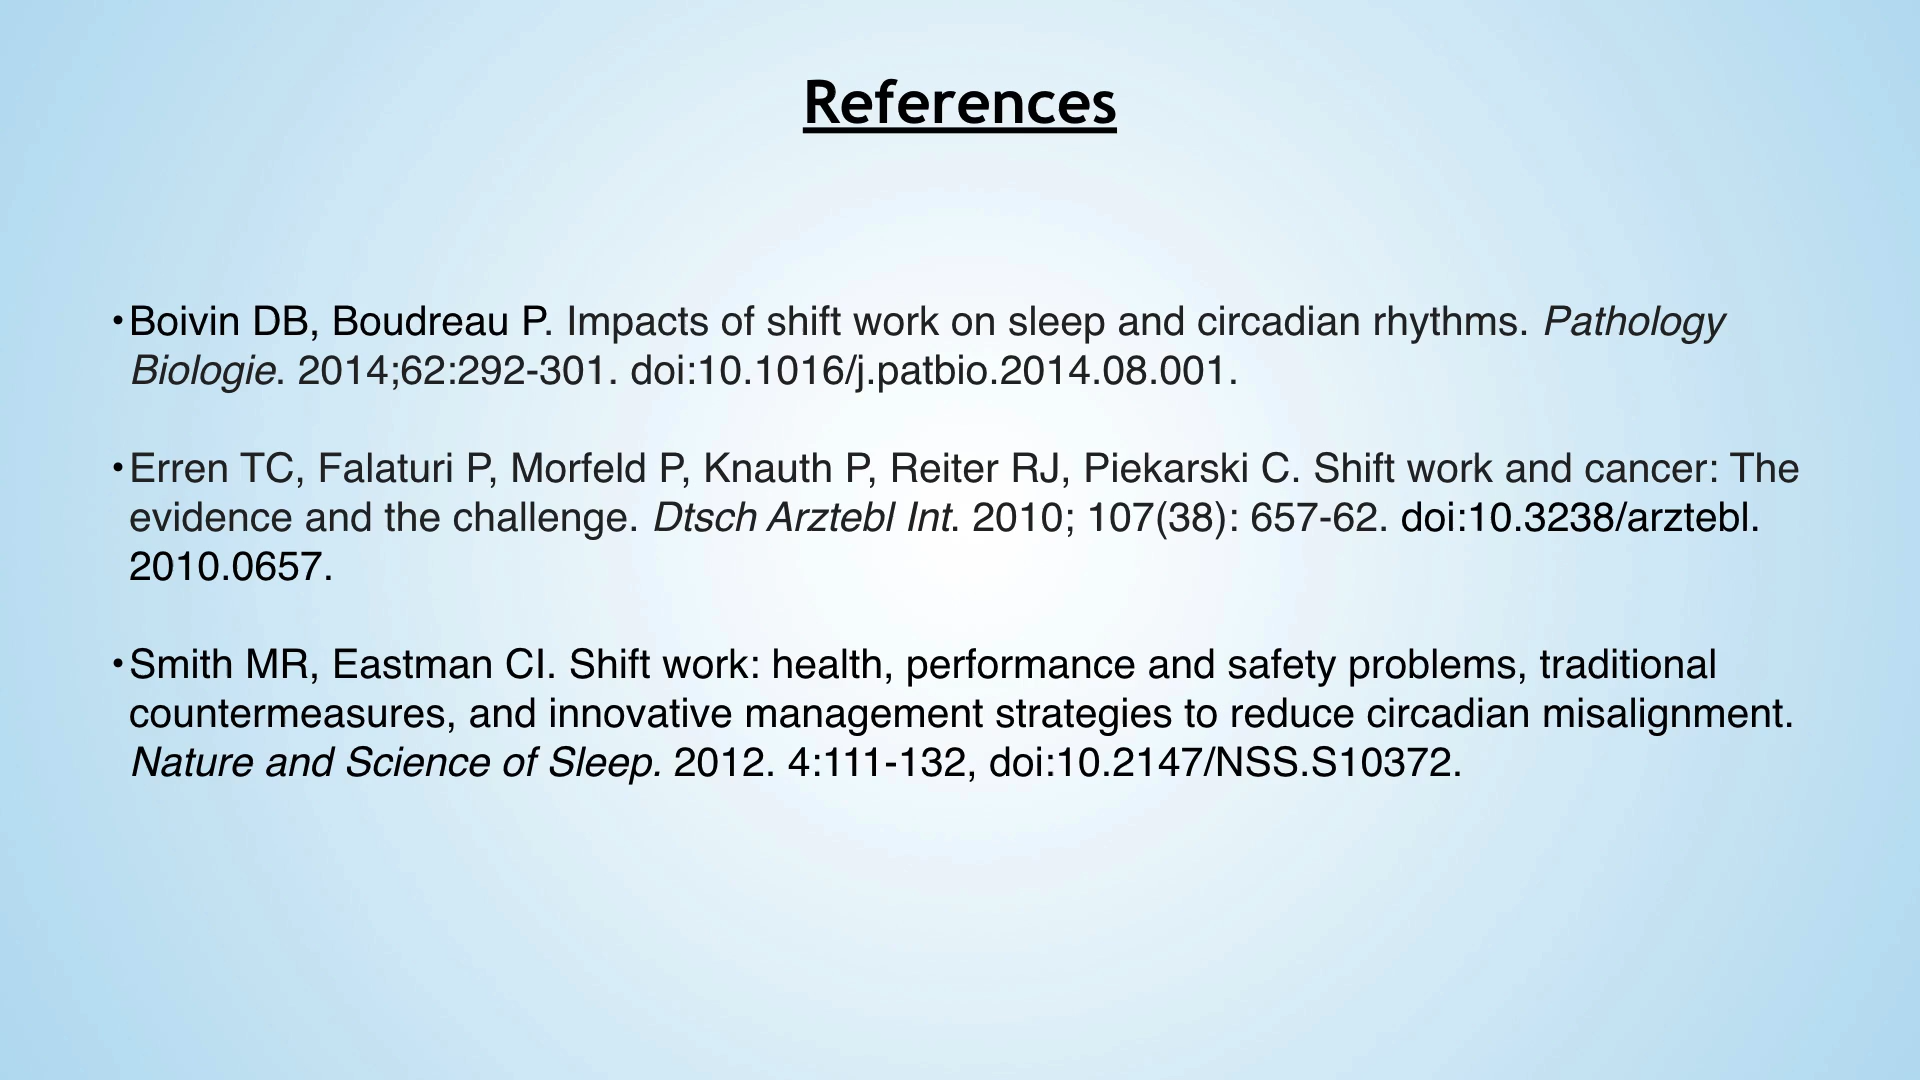 References
•Boivin DB, Boudreau P. Impacts of shift work on sleep and circadian rhythms. Pathology
Biologie. 2014;62:292-301. doi:10.1016/j.patbio.2014.08.001.
•Erren TC, Falaturi P, Morfeld P, Knauth P, Reiter RJ, Piekarski C. Shift work and cancer: The
evidence and the challenge. Dtsch Arztebl Int. 2010; 107(38): 657-62. doi:10.3238/arztebl.
2010.0657.
•Smith MR, Eastman CI. Shift work: health, performance and safety problems, traditional
countermeasures, and innovative management strategies to reduce circadian misalignment.
Nature and Science of Sleep. 2012. 4:111-132, doi:10.2147/NSS.S10372.